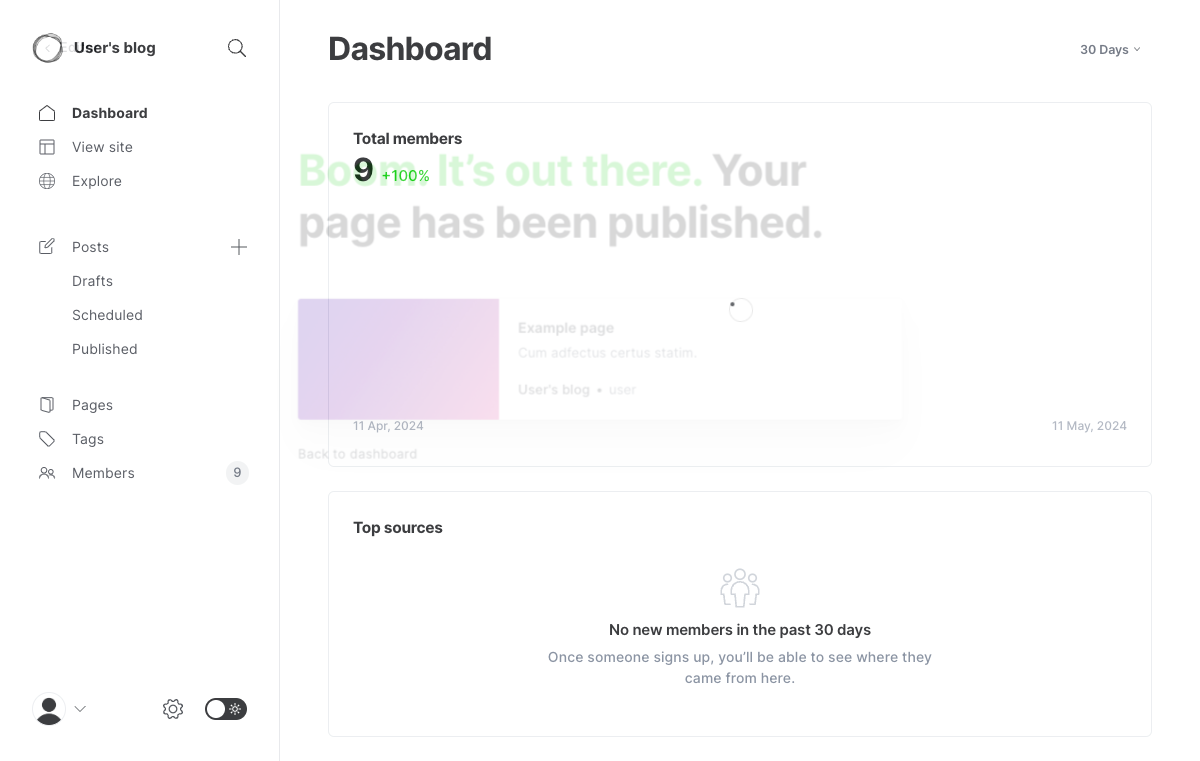 User's blog
Dashboard
View site
Explore
Posts
Drafts
Scheduled
Published
Pages
Tags
Members 9
Dashboard
30 Days
Total members
9 +100%
Boom. It's out there. Your
page has been published.
Example page
Cum adfectus certus statim.
User's blog • user
11 Apr, 2024
11 May, 2024
Back to dashboard
Top sources
No new members in the past 30 days
Once someone signs up, you'll be able to see where they
came from here.